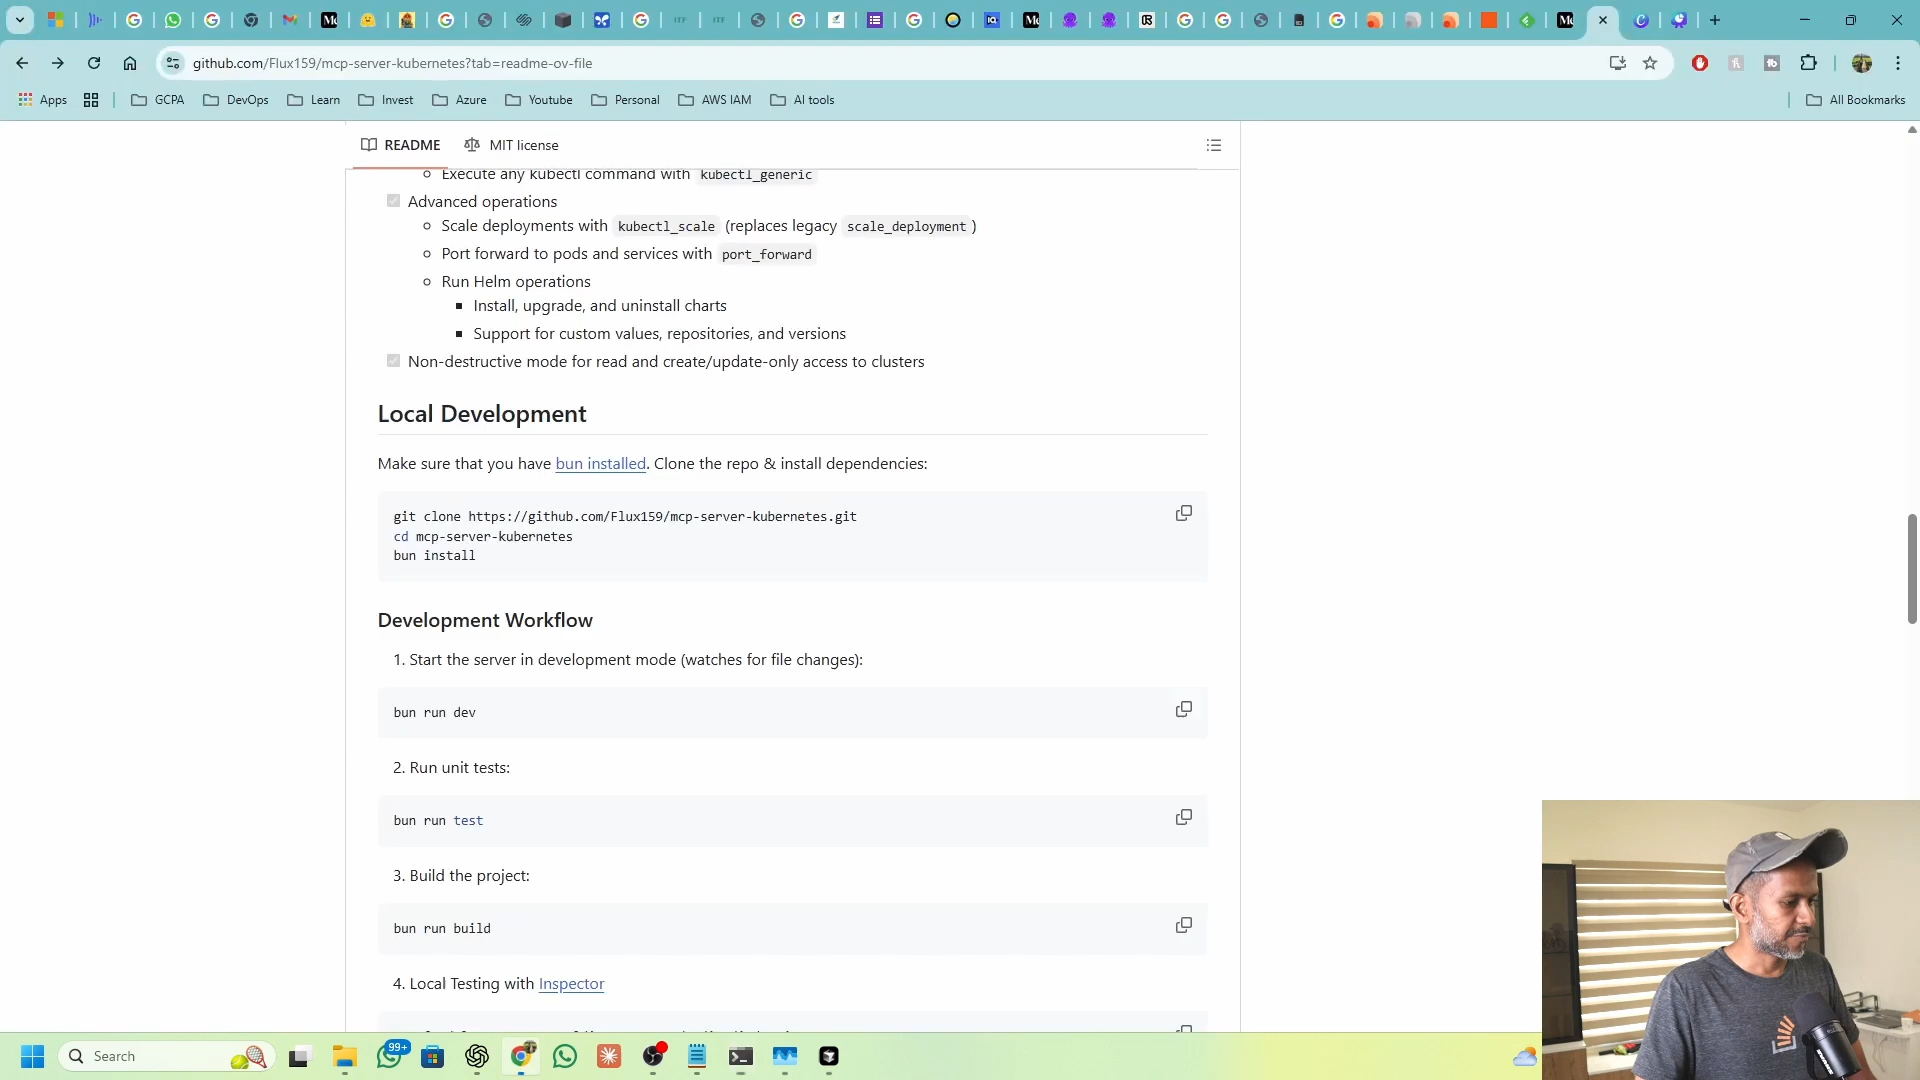 github.com/Flux159/mcp-server-kubernetes?tab=readme-ov-file
Apps
GCPA
DevOps
Learn
Invest
Azure
Youtube
Personal
AWS IAM
AI tools
All Bookmarks
README
MIT license
Execute any kubectl command with kubectl_generic
Advanced operations
Scale deployments with kubectl_scale (replaces legacy scale_deployment )
Port forward to pods and services with port_forward
Run Helm operations
Install, upgrade, and uninstall charts
Support for custom values, repositories, and versions
Non-destructive mode for read and create/update-only access to clusters
Local Development
Make sure that you have bun installed. Clone the repo & install dependencies:
git clone https://github.com/Flux159/mcp-server-kubernetes.git
cd mcp-server-kubernetes
bun install
Development Workflow
1. Start the server in development mode (watches for file changes):
bun run dev
2. Run unit tests:
bun run test
3. Build the project:
bun run build
4. Local Testing with Inspector
Search
99+